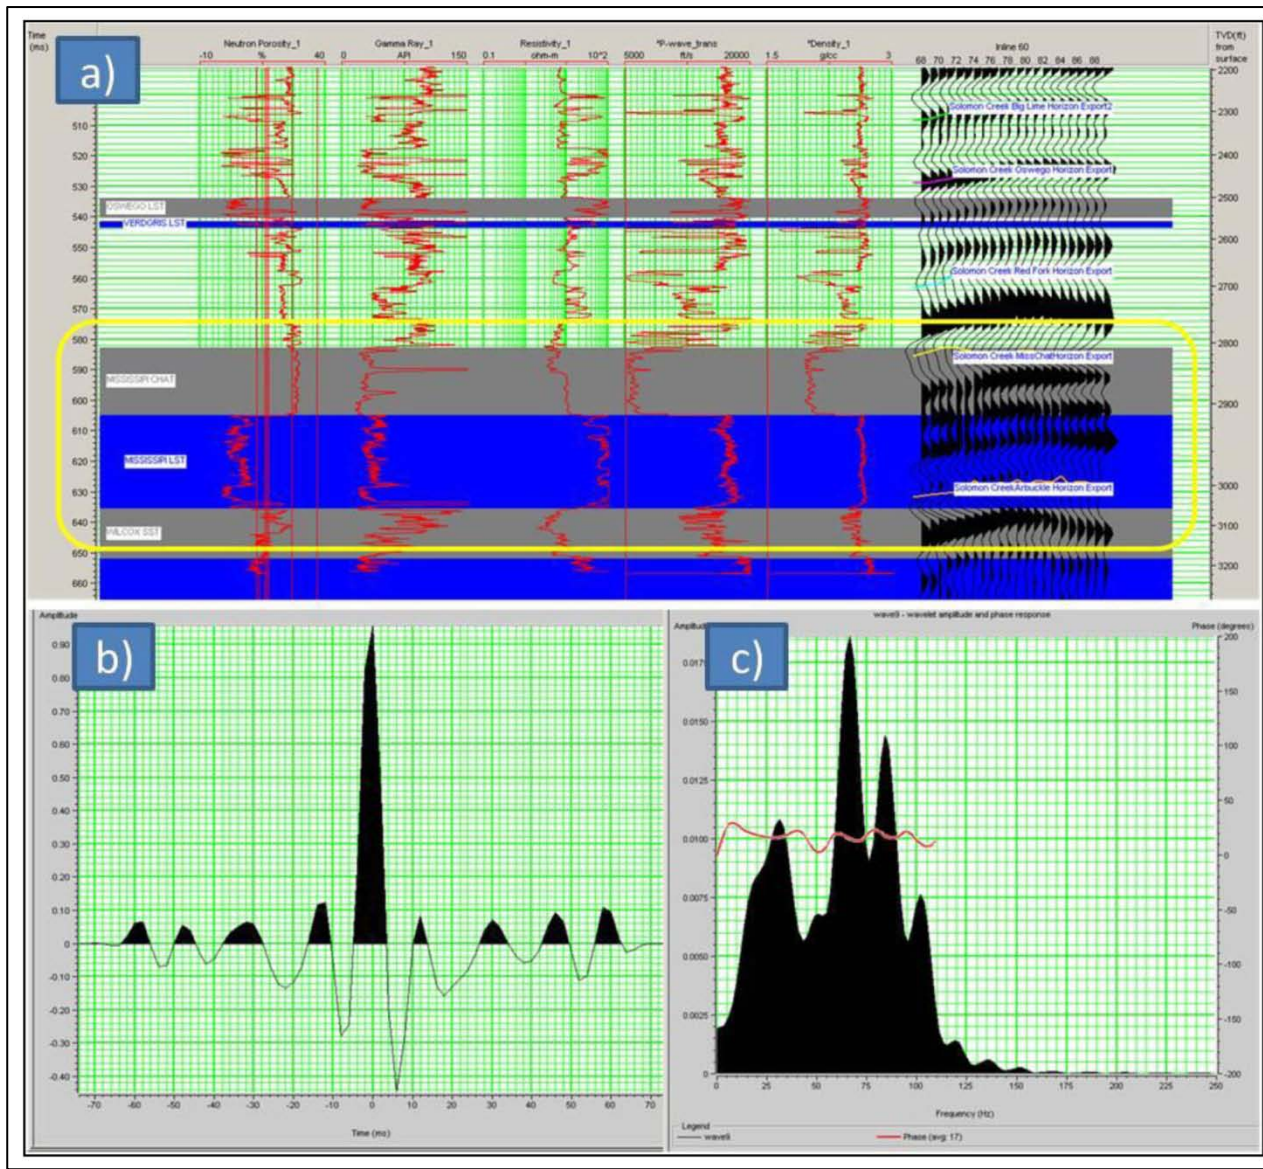 Time
(ms)
a)
Neutron Porosity_1
-10 % 40
Gamma Ray_1
0 API 150
Resistivity_1
0.1 ohm-m 10^2
*P-wave_trans
5000 ft/s 20000
*Density_1
1.5 g/cc 3
Inline 60
68 70 72 74 76 78 80 82 84 86 88
TVD(ft)
from
surface
2200
Solomon Creek Big Lime Horizon Export2
2300
510
520
2400
Solomon Creek Oswego Horizon Export
530
OSWEGO LST
2500
540
VERDGRIS LST
550
2600
560
Solomon Creek Red Fork Horizon Export
2700
570
580
2800
Solomon Creek MissChatHorizon Export
590
MISSISSIPI CHAT
600
2900
610
620
MISSISIPI LST
630
3000
Solomon Creek Arbuckle Horizon Export
640
WILCOX SST
3100
650
3200
660
Amplitude
b)
0.90
0.80
0.70
0.60
0.50
0.40
0.30
0.20
0.10
0
-0.10
-0.20
-0.30
-0.40
-70 -60 -50 -40 -30 -20 -10 0 10 20 30 40 50 60 70
Time (ms)
wave9 - wavelet amplitude and phase response
Phase (degrees)
c)
0.0150
0.0125
0.0100
0.0075
0.0050
0.0025
0
200
150
100
50
0
-50
-100
-150
-200
0 25 50 75 100 125 150 175 200 225 250
Frequency (Hz)
Legend
wave9
Phase (avg: 17)